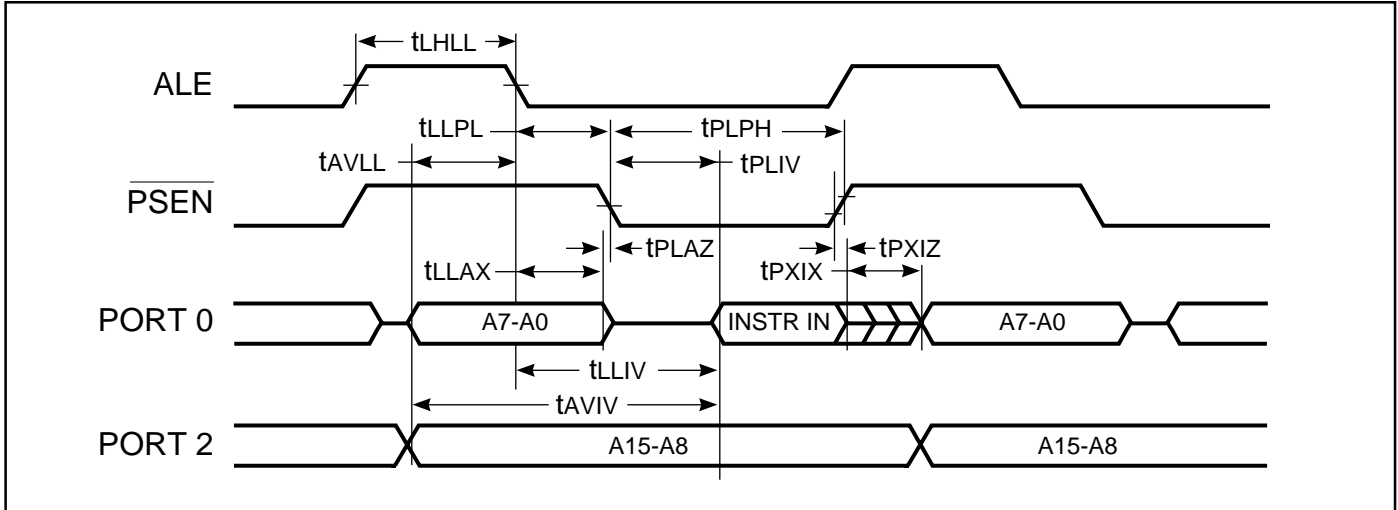 tLHLL
ALE
tLLPL
tPLPH
tAVLL
tPLIV
PSEN
tPLAZ
tPXIZ
tLLAX
tPXIX
PORT 0
A7-A0
INSTR IN
A7-A0
tLLIV
tAVIV
PORT 2
A15-A8
A15-A8